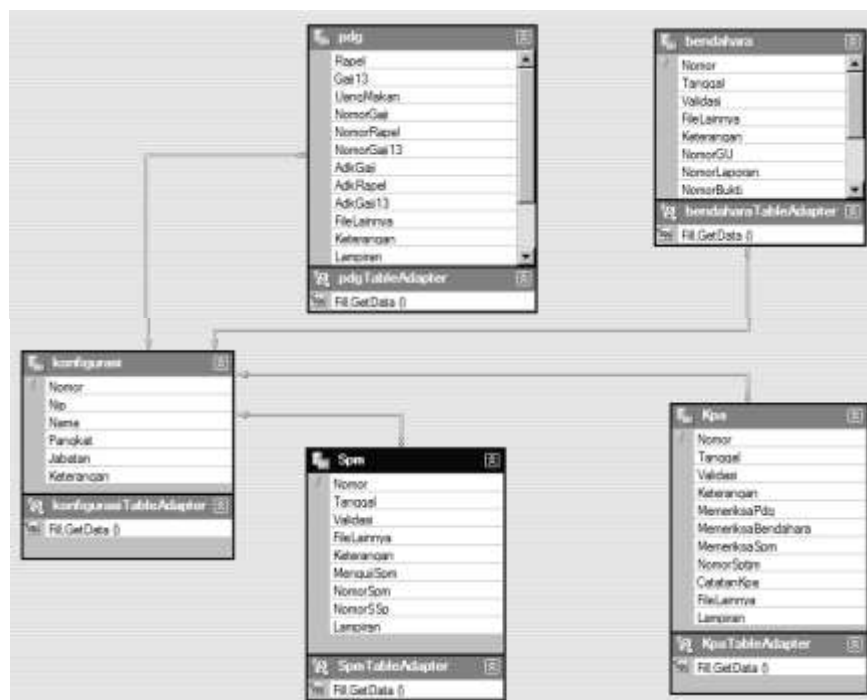 pdg
Rapel
Gaji13
UangMakan
NomorGaji
NomorRapel
NomorGaji13
AdkGaji
AdkRapel
AdkGaji13
FileLainnya
Keterangan
Lampiran
pdgTableAdapter
Fill,GetData ()
bendahara
Nomor
Tanggal
Validasi
FileLainnya
Keterangan
NomorGU
NomorLaporan
NomorBukti
bendaharaTableAdapter
Fill,GetData ()
konfigurasi
Nomor
Nip
Name
Pangkat
Jabatan
Keterangan
konfigurasiTableAdapter
Fill,GetData ()
Spm
Nomor
Tanggal
Validasi
FileLainnya
Keterangan
MengujiSpm
NomorSpm
NomorSSp
Lampiran
SpmTableAdapter
Fill,GetData ()
Kpa
Nomor
Tanggal
Validasi
Keterangan
MemeriksaPdg
MemeriksaBendahara
MemeriksaSpm
NomorSptjm
CatatanKpa
FileLainnya
Lampiran
KpaTableAdapter
Fill,GetData ()